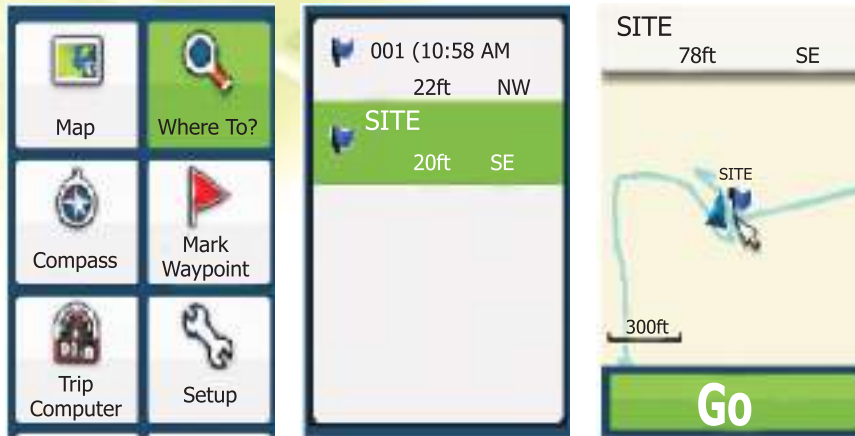 Map
Where To?
Compass
Mark
Waypoint
Trip
Computer
Setup
001 (10:58 AM
22ft NW
SITE
20ft SE
SITE
78ft SE
SITE
300ft
Go